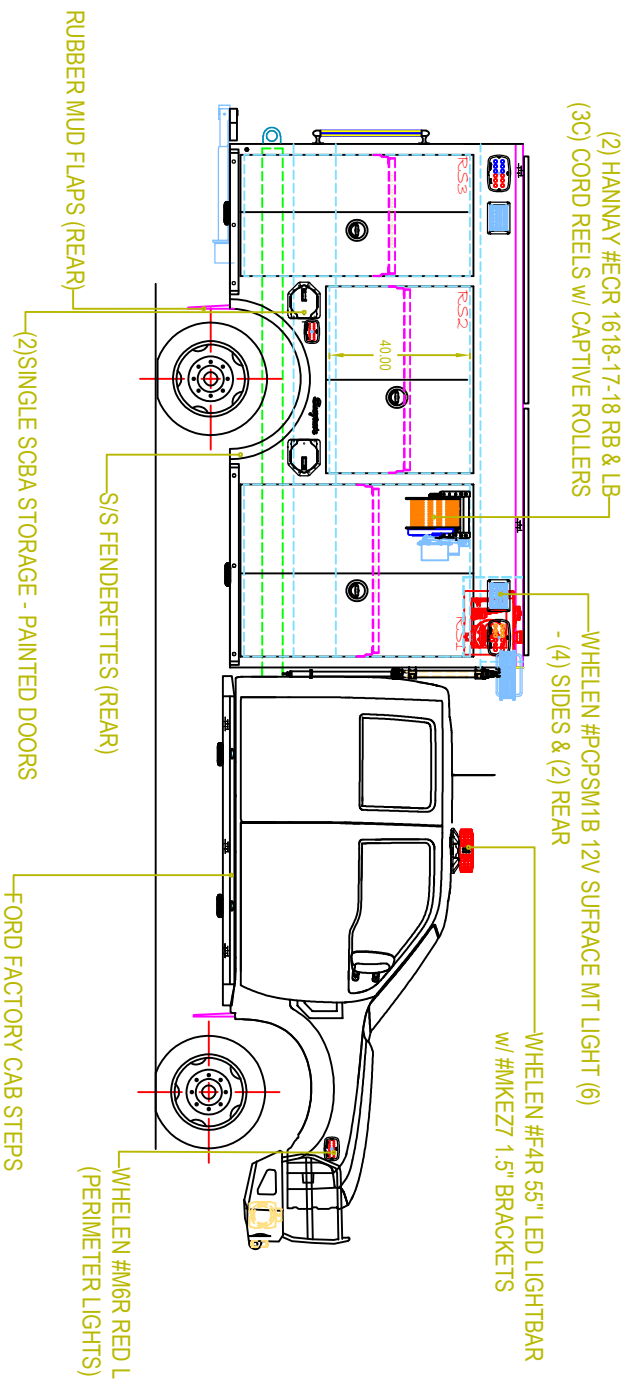 (2) HANNAY #ECR 1618-17-18 RB & LB
(3C) CORD REELS w/ CAPTIVE ROLLERS
WHELEN #PCPSM1B 12V SUFRACE MT LIGHT (6)
- (4) SIDES & (2) REAR
WHELEN #F4R 55" LED LIGHTBAR
w/ #MKEZ7 1.5" BRACKETS
RS3
RS2
RS1
40.00
RUBBER MUD FLAPS (REAR)
(2)SINGLE SCBA STORAGE - PAINTED DOORS
S/S FENDERETTES (REAR)
FORD FACTORY CAB STEPS
WHELEN #M6R RED L
(PERIMETER LIGHTS)